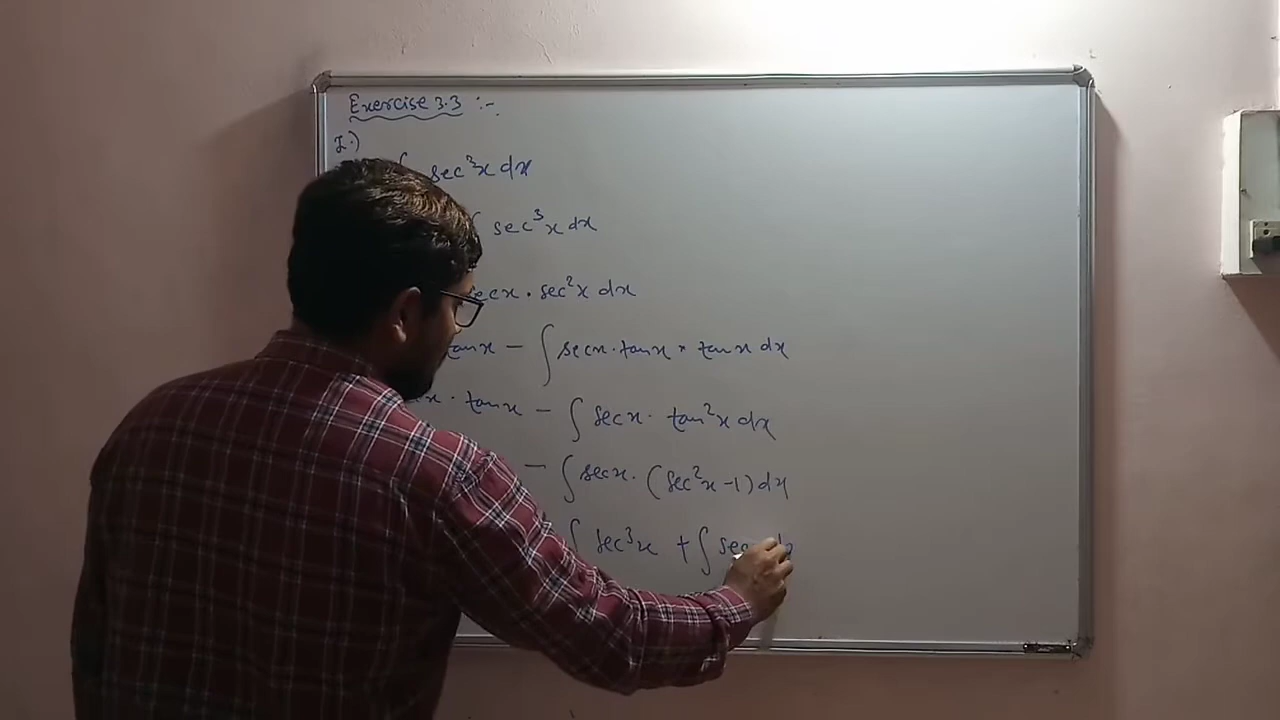 Exercise 3.3 :-
I.)
∫ sec³x dx
∫ sec³x dx
secx · sec²x dx
tanx − ∫ secx · tanx · tanx dx
x · tanx − ∫ secx · tan²x dx
− ∫ secx · (sec²x −1) dx
∫ sec³x + ∫ sec dx